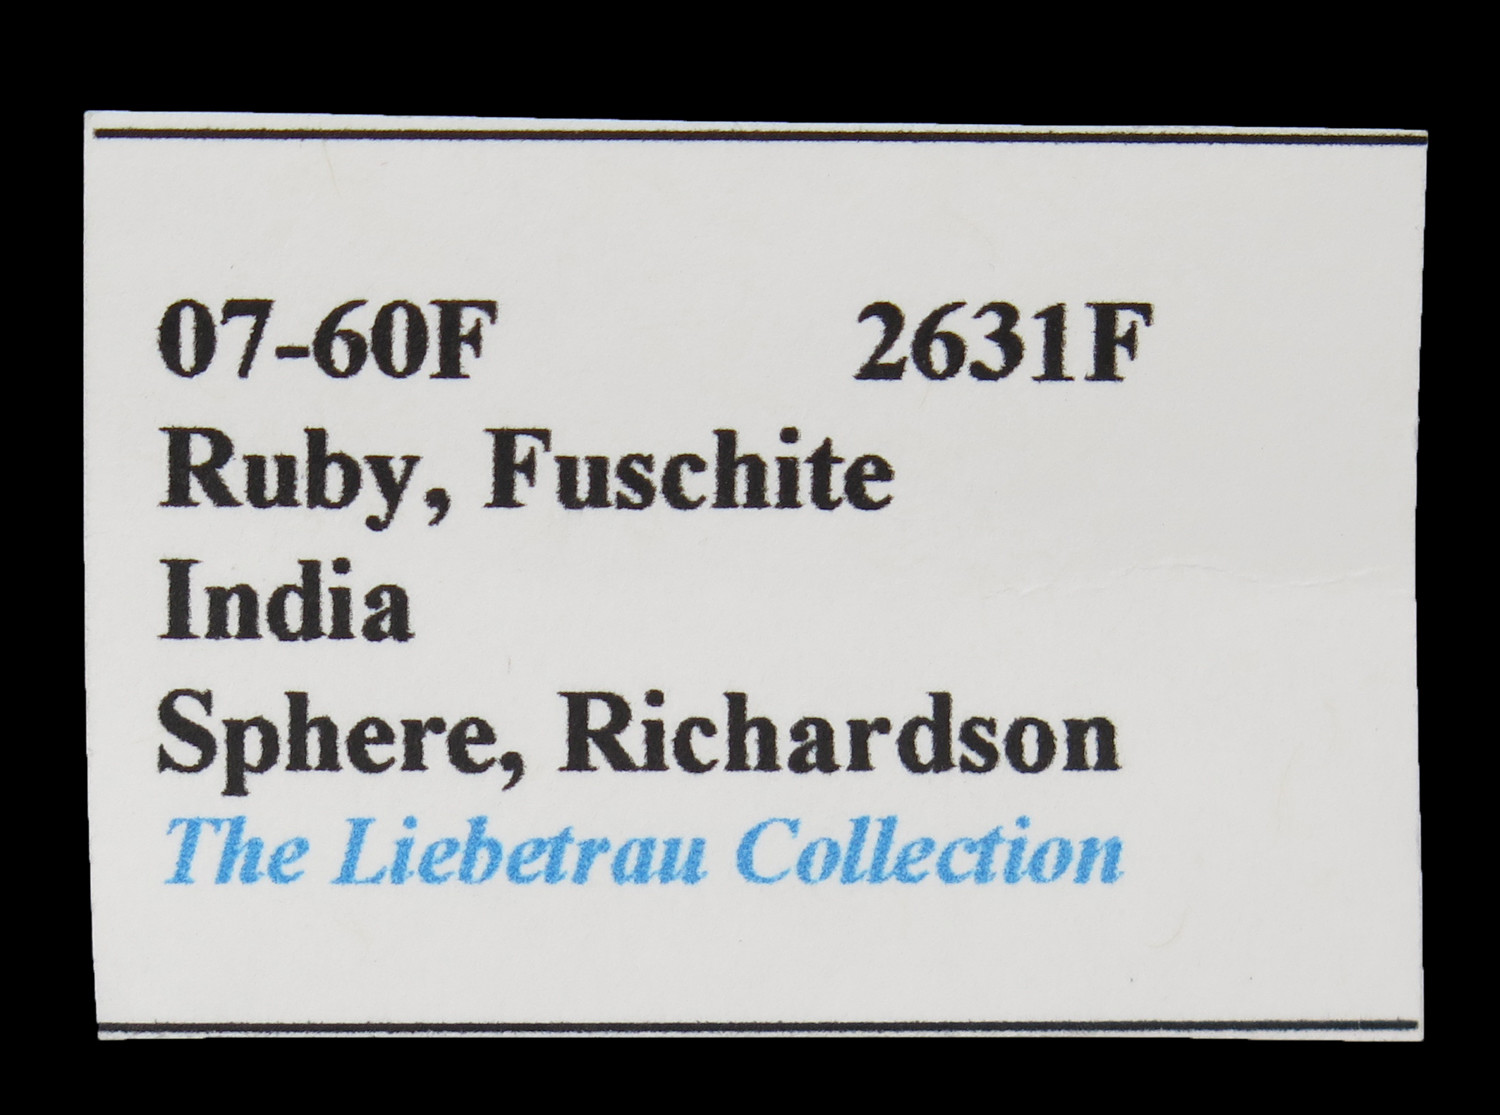 07-60F 2631F
Ruby, Fuschite
India
Sphere, Richardson
The Liebetrau Collection